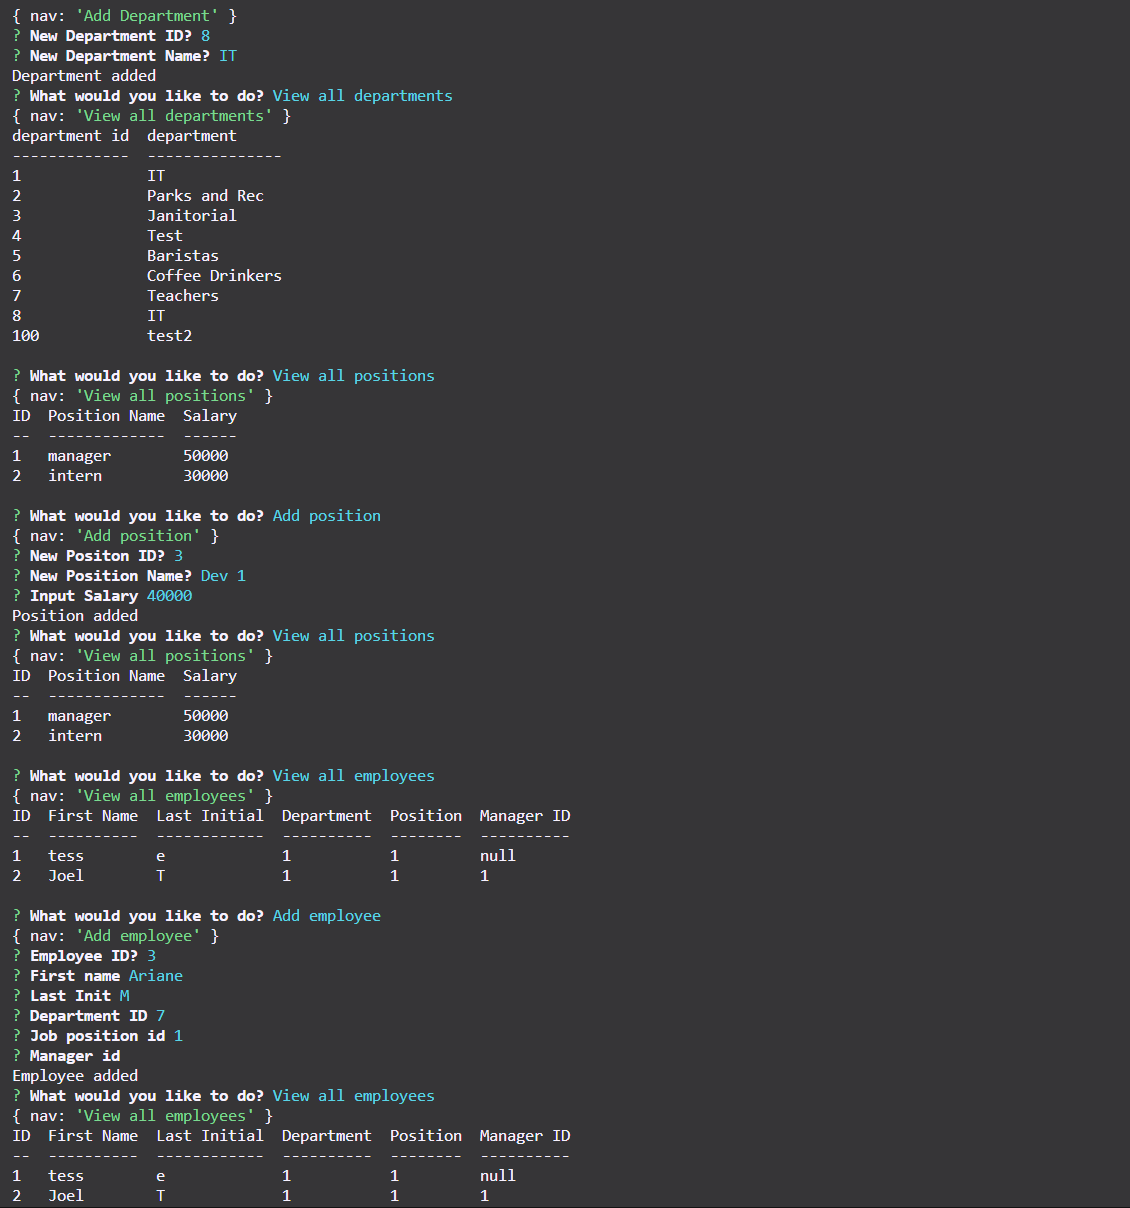 { nav: 'Add Department' }
? New Department ID? 8
? New Department Name? IT
Department added
? What would you like to do? View all departments
{ nav: 'View all departments' }
department id  department
-------------  ---------------
1              IT
2              Parks and Rec
3              Janitorial
4              Test
5              Baristas
6              Coffee Drinkers
7              Teachers
8              IT
100            test2
? What would you like to do? View all positions
{ nav: 'View all positions' }
ID  Position Name  Salary
--  -------------  ------
1   manager        50000
2   intern         30000
? What would you like to do? Add position
{ nav: 'Add position' }
? New Positon ID? 3
? New Position Name? Dev 1
? Input Salary 40000
Position added
? What would you like to do? View all positions
{ nav: 'View all positions' }
ID  Position Name  Salary
--  -------------  ------
1   manager        50000
2   intern         30000
? What would you like to do? View all employees
{ nav: 'View all employees' }
ID  First Name  Last Initial  Department  Position  Manager ID
--  ----------  ------------  ----------  --------  ----------
1   tess        e             1           1         null
2   Joel        T             1           1         1
? What would you like to do? Add employee
{ nav: 'Add employee' }
? Employee ID? 3
? First name Ariane
? Last Init M
? Department ID 7
? Job position id 1
? Manager id
Employee added
? What would you like to do? View all employees
{ nav: 'View all employees' }
ID  First Name  Last Initial  Department  Position  Manager ID
--  ----------  ------------  ----------  --------  ----------
1   tess        e             1           1         null
2   Joel        T             1           1         1